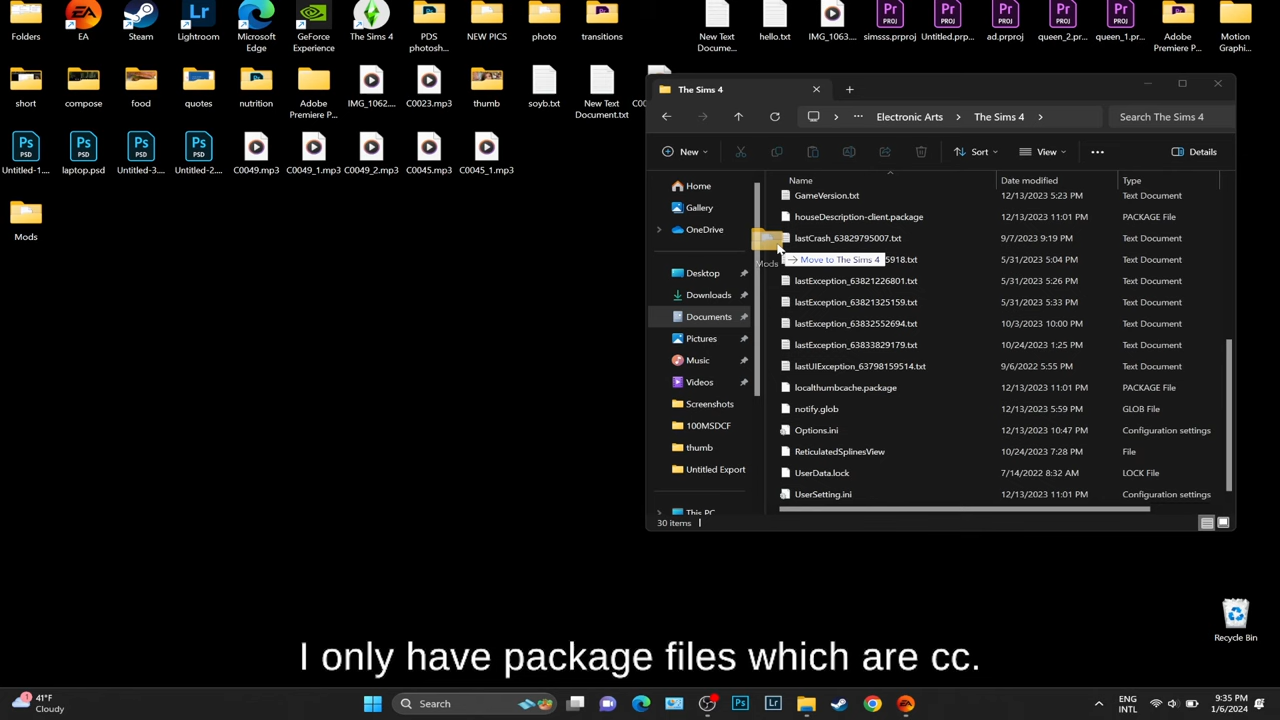 Folders
EA
Steam
Lightroom
Microsoft Edge
GeForce Experience
The Sims 4
PDS photosh...
NEW PICS
photo
transitions
New Text Docume...
hello.txt
IMG_1063....
simsss.prproj
Untitled.prp...
ad.prproj
queen_2.pr...
queen_1.pr...
Adobe Premiere P...
Motion Graphi...
short
compose
food
quotes
nutrition
Adobe Premiere P...
IMG_1062....
C0023.mp3
thumb
soyb.txt
New Text Document.txt
Untitled-1....
laptop.psd
Untitled-3....
Untitled-2....
C0049.mp3
C0049_1.mp3
C0049_2.mp3
C0045.mp3
C0045_1.mp3
Mods
The Sims 4
Electronic Arts > The Sims 4 >
Search The Sims 4
New
Sort
View
Details
Home
Gallery
OneDrive
Desktop
Downloads
Documents
Pictures
Music
Videos
Screenshots
100MSDCF
thumb
Untitled Export
This PC
Name Date modified Type
GameVersion.txt 12/13/2023 5:23 PM Text Document
houseDescription-client.package 12/13/2023 11:01 PM PACKAGE File
lastCrash_63829795007.txt 9/7/2023 9:19 PM Text Document
Mods
Move to The Sims 4
5918.txt 5/31/2023 5:04 PM Text Document
lastException_63821226801.txt 5/31/2023 5:26 PM Text Document
lastException_63821325159.txt 5/31/2023 5:33 PM Text Document
lastException_63832552694.txt 10/3/2023 10:00 PM Text Document
lastException_63833829179.txt 10/24/2023 1:25 PM Text Document
lastUIException_63798159514.txt 9/6/2022 5:55 PM Text Document
localthumbcache.package 12/13/2023 11:01 PM PACKAGE File
notify.glob 12/13/2023 5:59 PM GLOB File
Options.ini 12/13/2023 10:47 PM Configuration settings
ReticulatedSplinesView 10/24/2023 7:28 PM File
UserData.lock 7/14/2022 8:32 AM LOCK File
UserSetting.ini 12/13/2023 11:01 PM Configuration settings
30 items
Recycle Bin
I only have package files which are cc.
41°F
Cloudy
Search
ENG
INTL
9:35 PM
1/6/2024